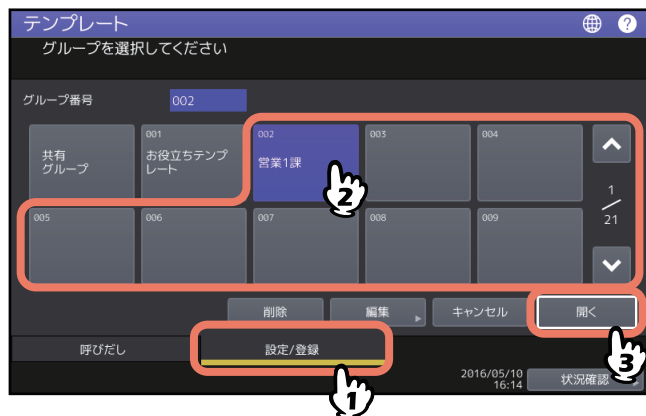 テンプレート
?
グループを選択してください
グループ番号 002
共有
グループ
001
お役立ちテンプ
レート
002
営業1課
003
004
1
/
21
005
006
007
008
009
2
削除
編集
キャンセル
開く
3
呼びだし
設定/登録
1
2016/05/10
16:14
状況確認